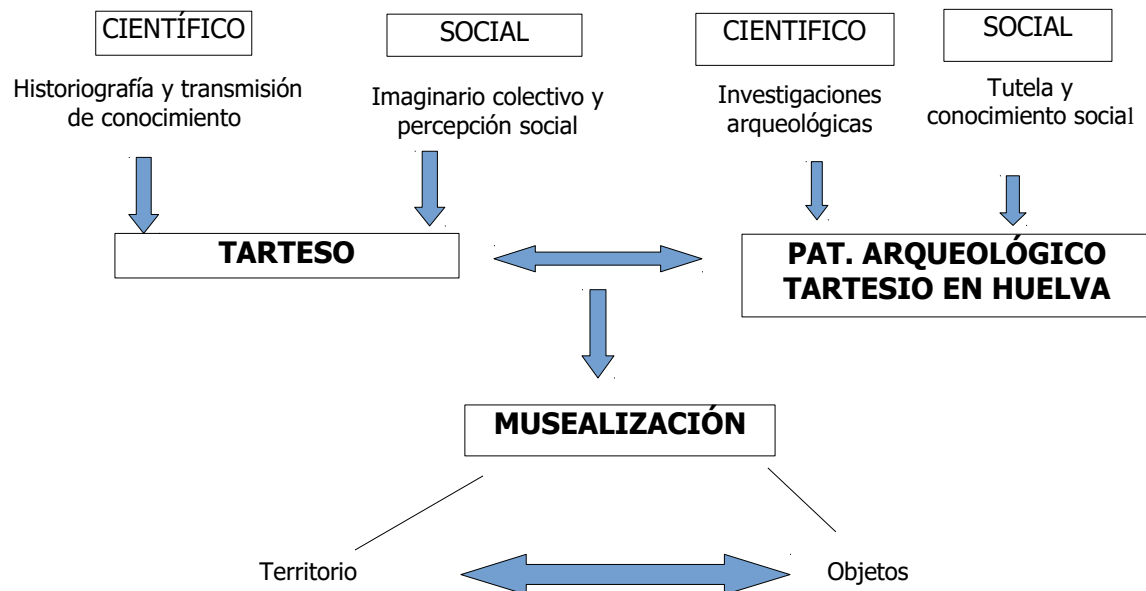 CIENTÍFICO
SOCIAL
CIENTIFICO
SOCIAL
Historiografía y transmisión
de conocimiento
Imaginario colectivo y
percepción social
Investigaciones
arqueológicas
Tutela y
conocimiento social
TARTESO
PAT. ARQUEOLÓGICO
TARTESIO EN HUELVA
MUSEALIZACIÓN
Territorio
Objetos